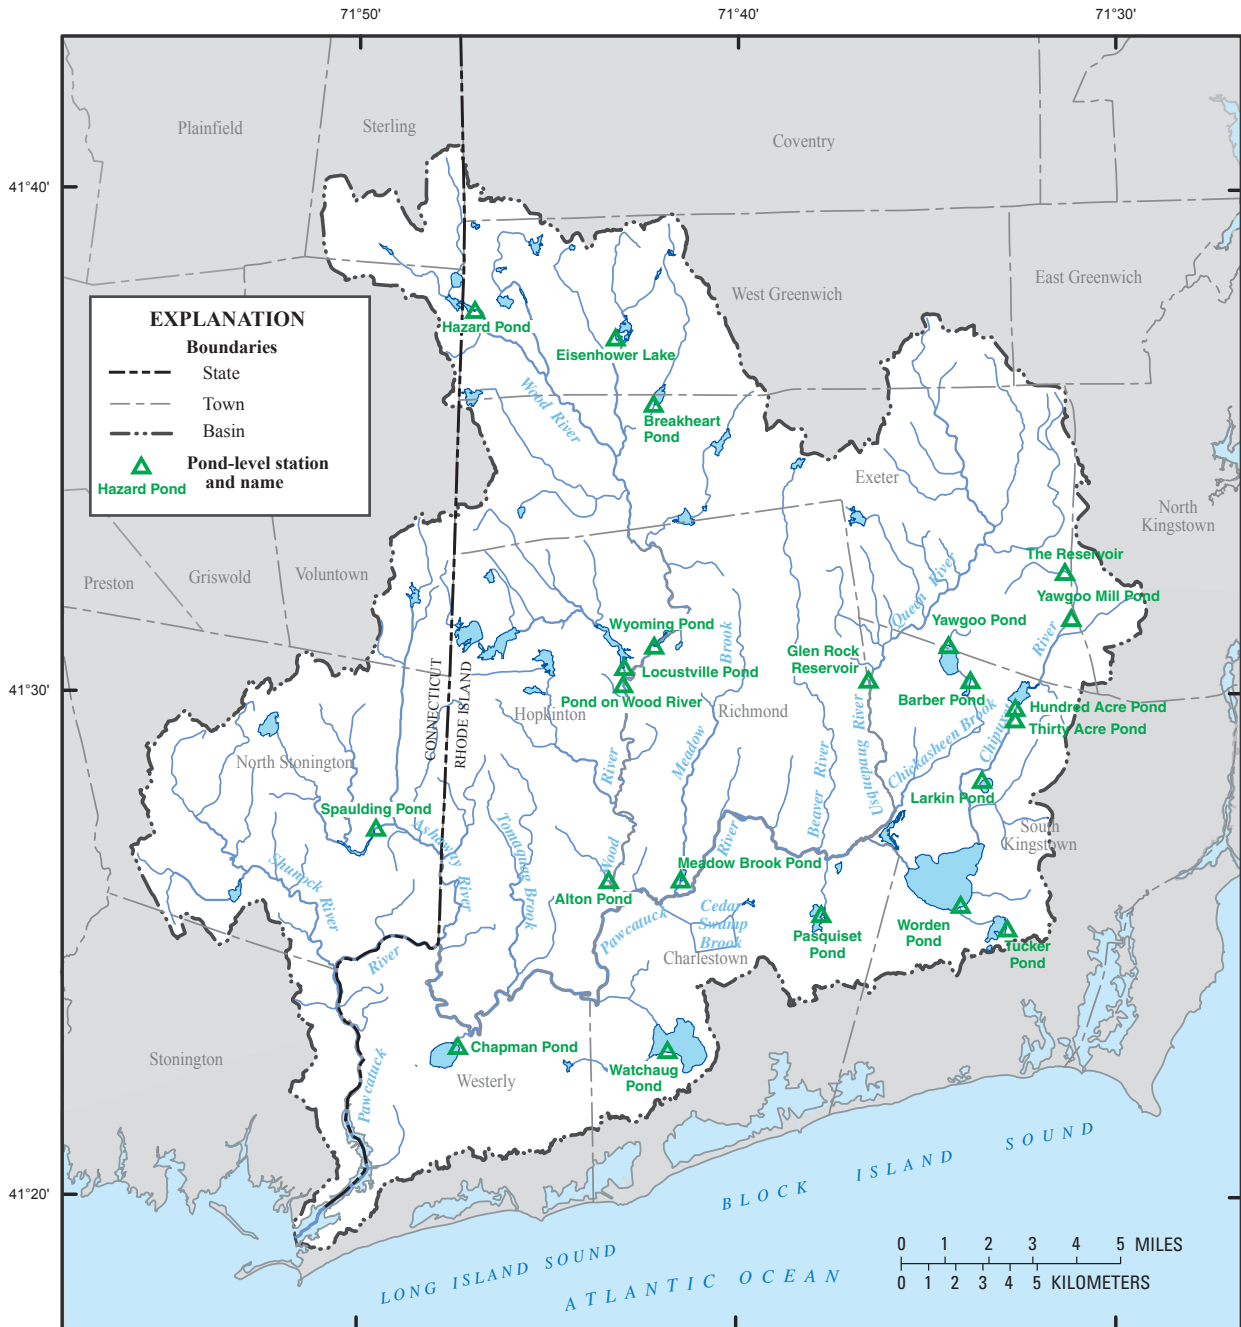 71°50'
71°40'
71°30'
Plainfield
Sterling
Coventry
41°40'
West Greenwich
East Greenwich
EXPLANATION
Boundaries
State
Town
Basin
Pond-level station
and name
Hazard Pond
Hazard Pond
Eisenhower Lake
Wood River
Breakheart
Pond
Exeter
North
Kingstown
Preston
Griswold
Voluntown
The Reservoir
Yawgoo Mill Pond
Queen River
Yawgoo Pond
Wyoming Pond
Brook
River
Glen Rock
Reservoir
Locustville Pond
Pond on Wood River
Barber Pond
41°30'
CONNECTICUT
RHODE ISLAND
Hopkinton
Richmond
Hundred Acre Pond
Thirty Acre Pond
Chipuxet
Chickasheen Brook
Usquepaug River
Meadow
River
Beaver River
North Stonington
Larkin Pond
Spaulding Pond
South
Kingstown
Ashaway River
Tomaquag Brook
Wood
River
Meadow Brook Pond
Shunock River
Alton Pond
Cedar
Swamp
Brook
Pawcatuck
Pasquiset
Pond
Worden
Pond
Tucker
Pond
River
Charlestown
Stonington
Chapman Pond
Watchaug
Pond
Westerly
Pawcatuck
41°20'
BLOCK ISLAND SOUND
LONG ISLAND SOUND
ATLANTIC OCEAN
0 1 2 3 4 5 MILES
0 1 2 3 4 5 KILOMETERS